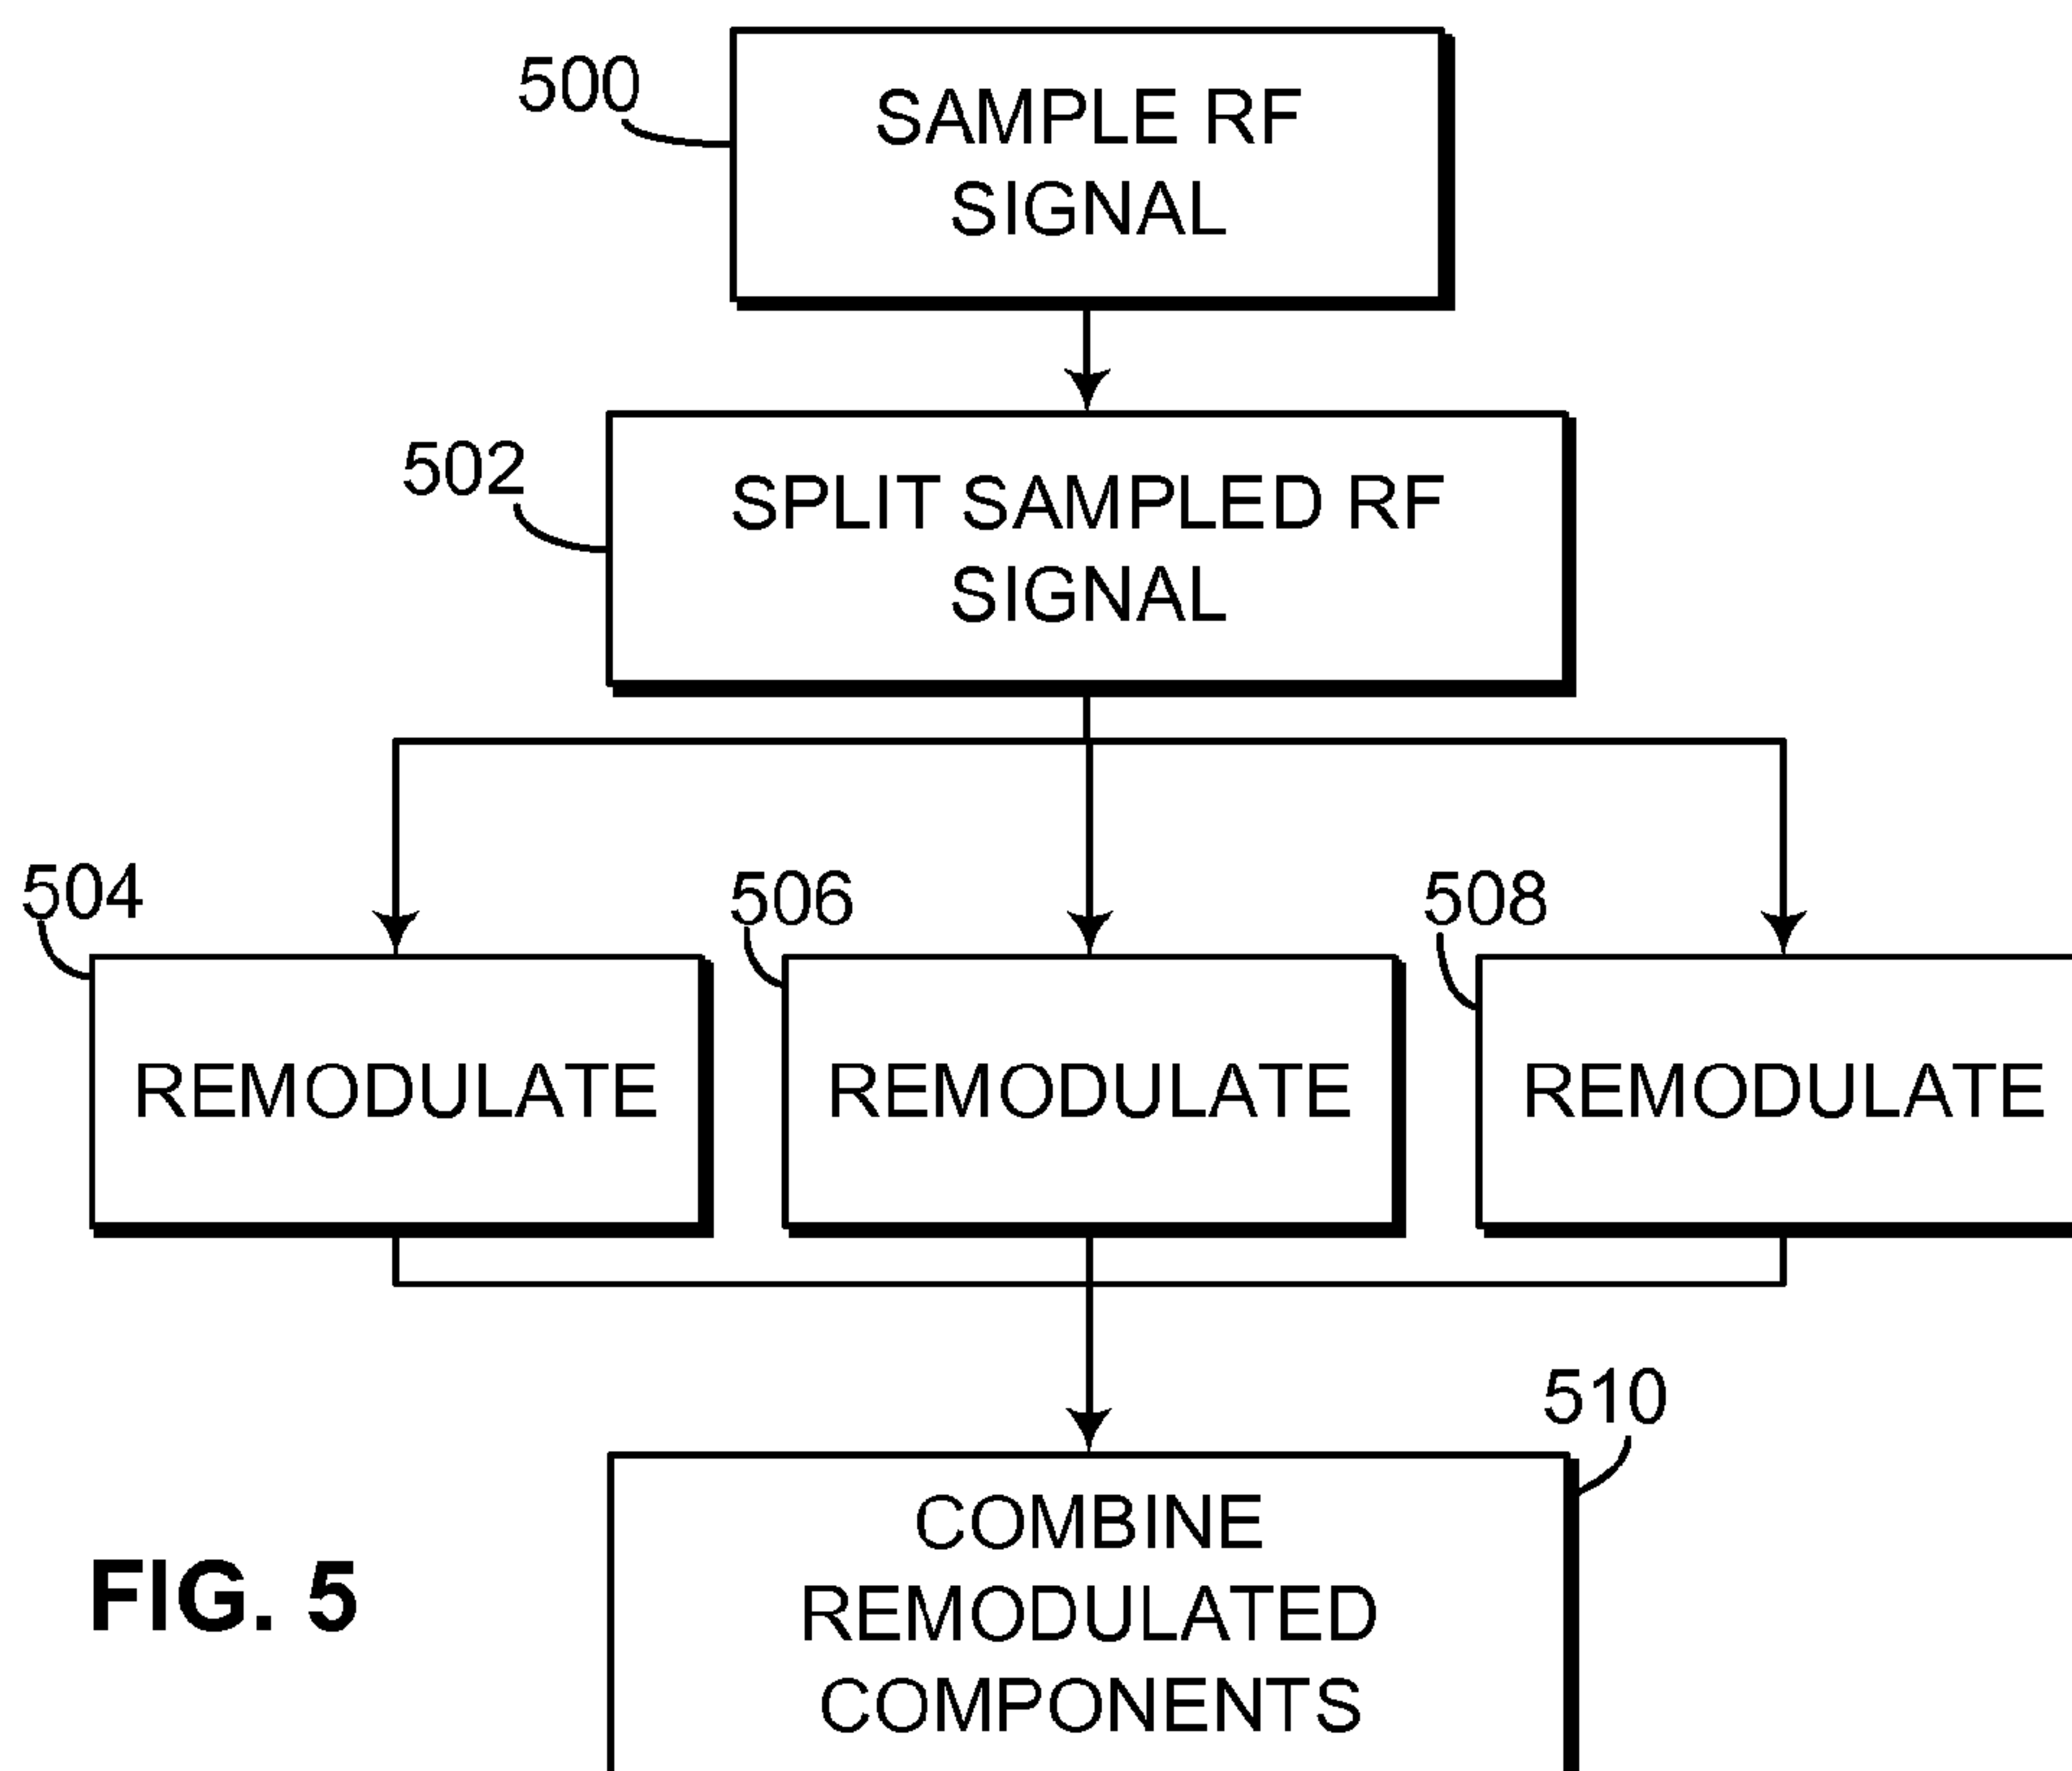 500
SAMPLE RF
SIGNAL
502
SPLIT SAMPLED RF
SIGNAL
504
506
508
REMODULATE
REMODULATE
REMODULATE
510
COMBINE
REMODULATED
COMPONENTS
FIG. 5